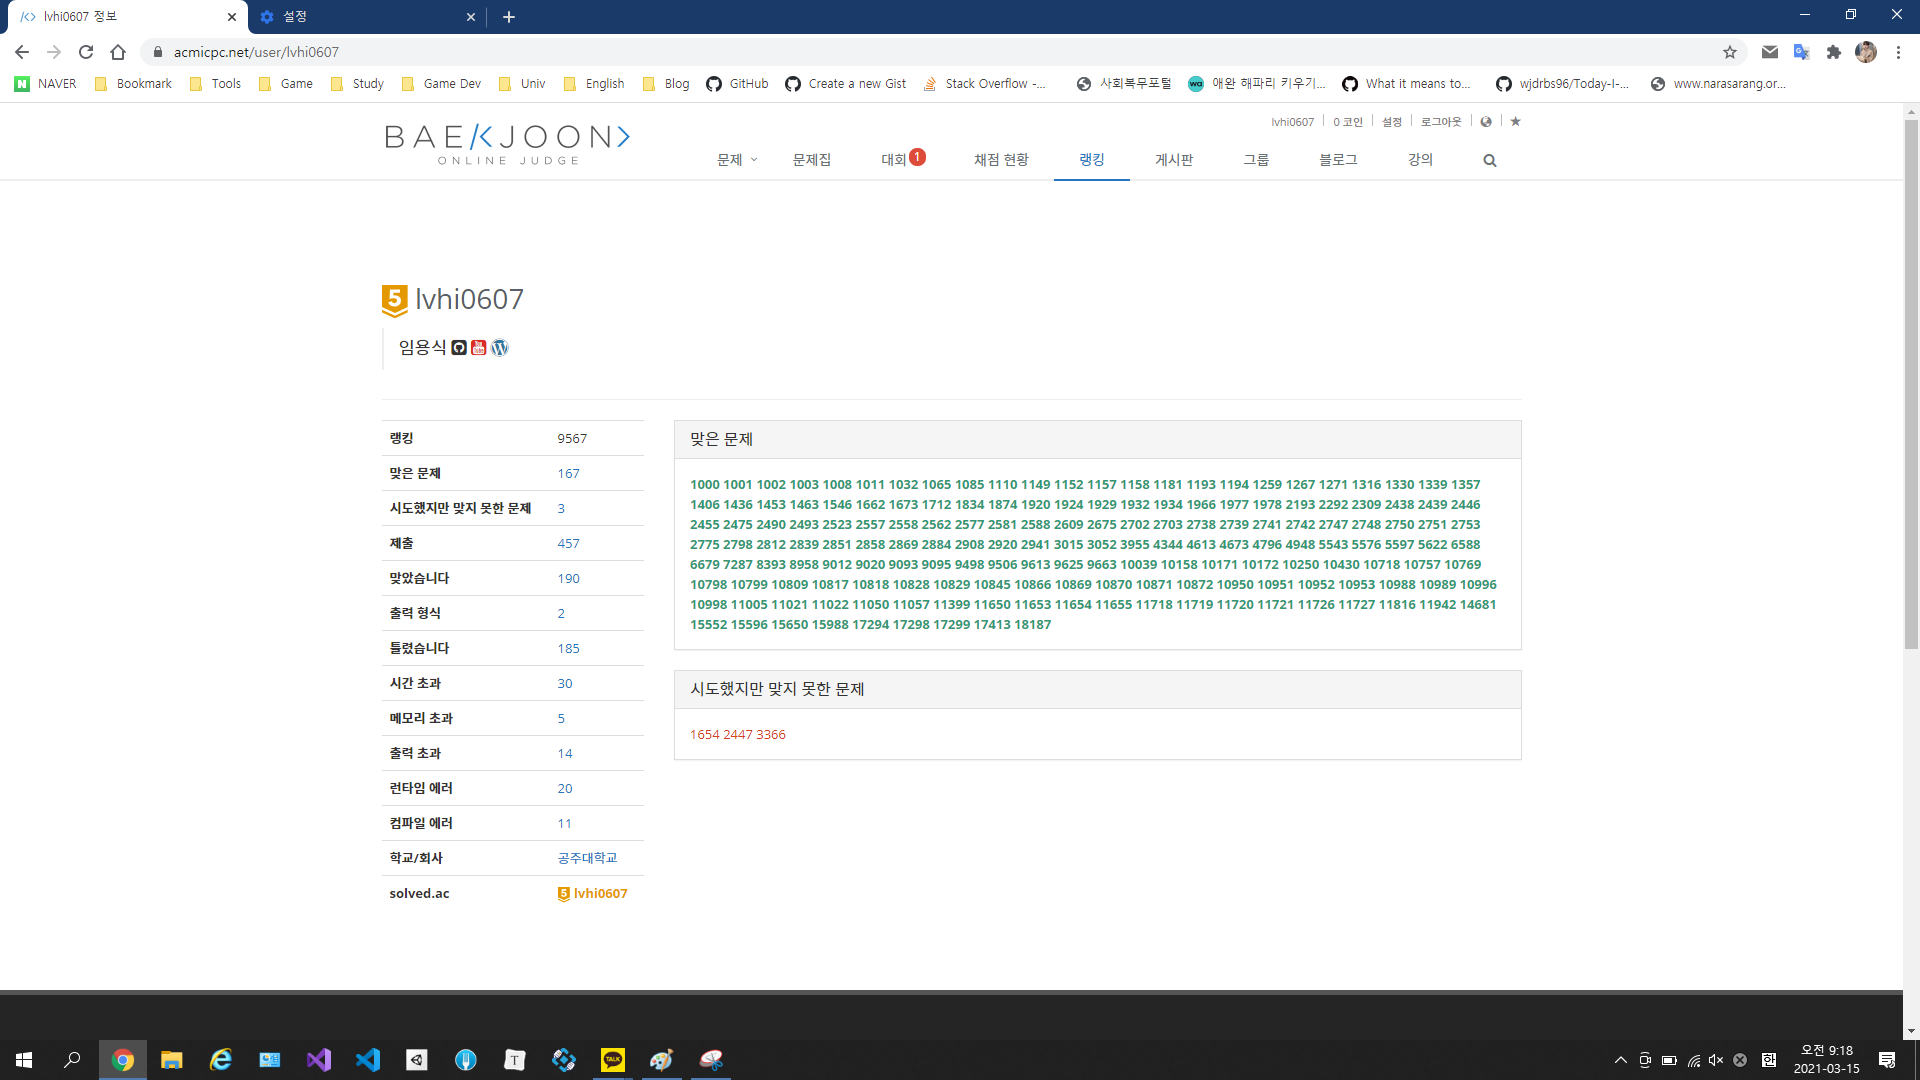 lvhi0607 정보
설정
acmicpc.net/user/lvhi0607
NAVER Bookmark Tools Game Study Game Dev Univ English Blog GitHub Create a new Gist Stack Overflow -... 사회복무포털 애완 해파리 키우기... What it means to... wjdrbs96/Today-I-... www.narasarang.or...
lvhi0607 0 코인 설정 로그아웃
BAEKJOON>
ONLINE JUDGE
문제 문제집 대회 1 채점 현황 랭킹 게시판 그룹 블로그 강의
5 lvhi0607
임용식
랭킹 9567
맞은 문제 167
시도했지만 맞지 못한 문제 3
제출 457
맞았습니다 190
출력 형식 2
틀렸습니다 185
시간 초과 30
메모리 초과 5
출력 초과 14
런타임 에러 20
컴파일 에러 11
학교/회사 공주대학교
solved.ac 5 lvhi0607
맞은 문제
1000 1001 1002 1003 1008 1011 1032 1065 1085 1110 1149 1152 1157 1158 1181 1193 1194 1259 1267 1271 1316 1330 1339 1357
1406 1436 1453 1463 1546 1662 1673 1712 1834 1874 1920 1924 1929 1932 1934 1966 1977 1978 2193 2292 2309 2438 2439 2446
2455 2475 2490 2493 2523 2557 2558 2562 2577 2581 2588 2609 2675 2702 2703 2738 2739 2741 2742 2747 2748 2750 2751 2753
2775 2798 2812 2839 2851 2858 2869 2884 2908 2920 2941 3015 3052 3955 4344 4613 4673 4796 4948 5543 5576 5597 5622 6588
6679 7287 8393 8958 9012 9020 9093 9095 9498 9506 9613 9625 9663 10039 10158 10171 10172 10250 10430 10718 10757 10769
10798 10799 10809 10817 10818 10828 10829 10845 10866 10869 10870 10871 10872 10950 10951 10952 10953 10988 10989 10996
10998 11005 11021 11022 11050 11057 11399 11650 11653 11654 11655 11718 11719 11720 11721 11726 11727 11816 11942 14681
15552 15596 15650 15988 17294 17298 17299 17413 18187
시도했지만 맞지 못한 문제
1654 2447 3366
T
TALK
한
오전 9:18
2021-03-15